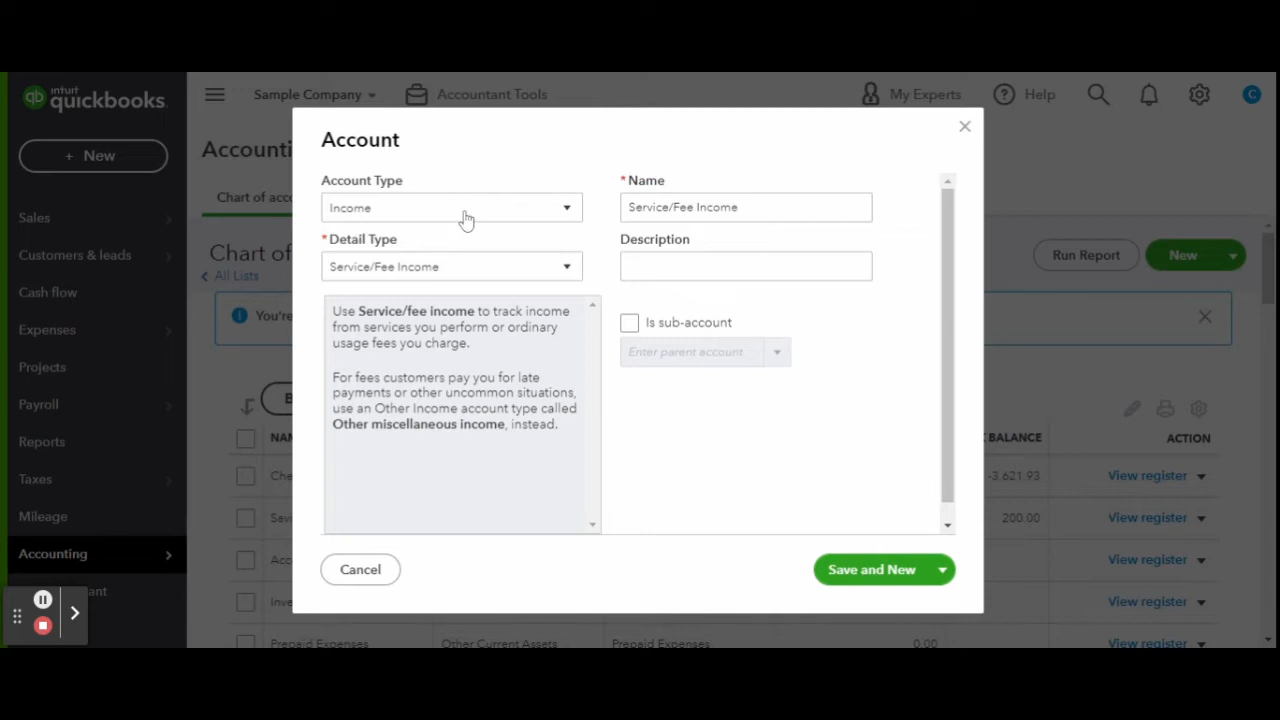 intuit
quickbooks.
+ New
Sales
Customers & leads
Cash flow
Expenses
Projects
Payroll
Reports
Taxes
Mileage
Accounting
Sample Company
Accountant Tools
My Experts
Help
C
Chart of
All Lists
Run Report
New
You're
BALANCE
ACTION
-3,621.93
View register
200.00
View register
View register
View register
Prepaid Expenses
Other Current Assets
Prepaid Expenses
0.00
View register
Account
Account Type
Income
* Detail Type
Service/Fee Income
Use Service/fee income to track income
from services you perform or ordinary
usage fees you charge.
For fees customers pay you for late
payments or other uncommon situations,
use an Other Income account type called
Other miscellaneous income, instead.
* Name
Service/Fee Income
Description
Is sub-account
Enter parent account
Cancel
Save and New